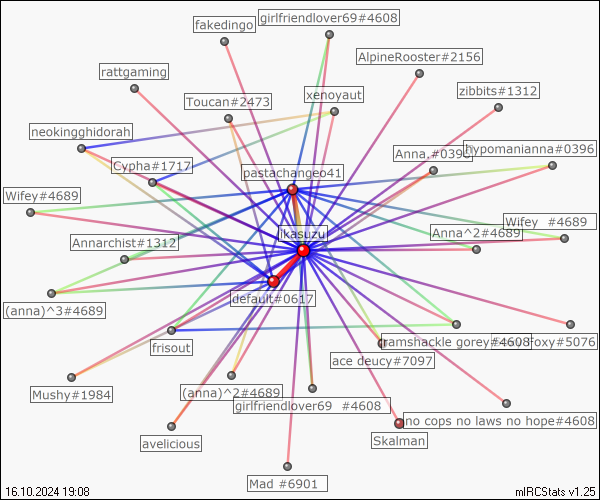 girlfriendlover69#4608
fakedingo
AlpineRooster#2156
rattgaming
zibbits#1312
xenoyaut
Toucan#2473
neokingghidorah
hypomanianna#0396
Anna,#0396
Cypha#1717
pastachangeo41
Wifey#4689
Wifey #4689
Anna^2#4689
ikasuzu
Annarchist#1312
default#0617
(anna)^3#4689
ramshackle gorey#4608
Foxy#5076
frisout
ace deucy#7097
Mushy#1984
(anna)^2#4689
girlfriendlover69 #4608
no cops no laws no hope#4608
avelicious
Skalman
Mad #6901
16.10.2024 19:08
mIRCStats v1.25